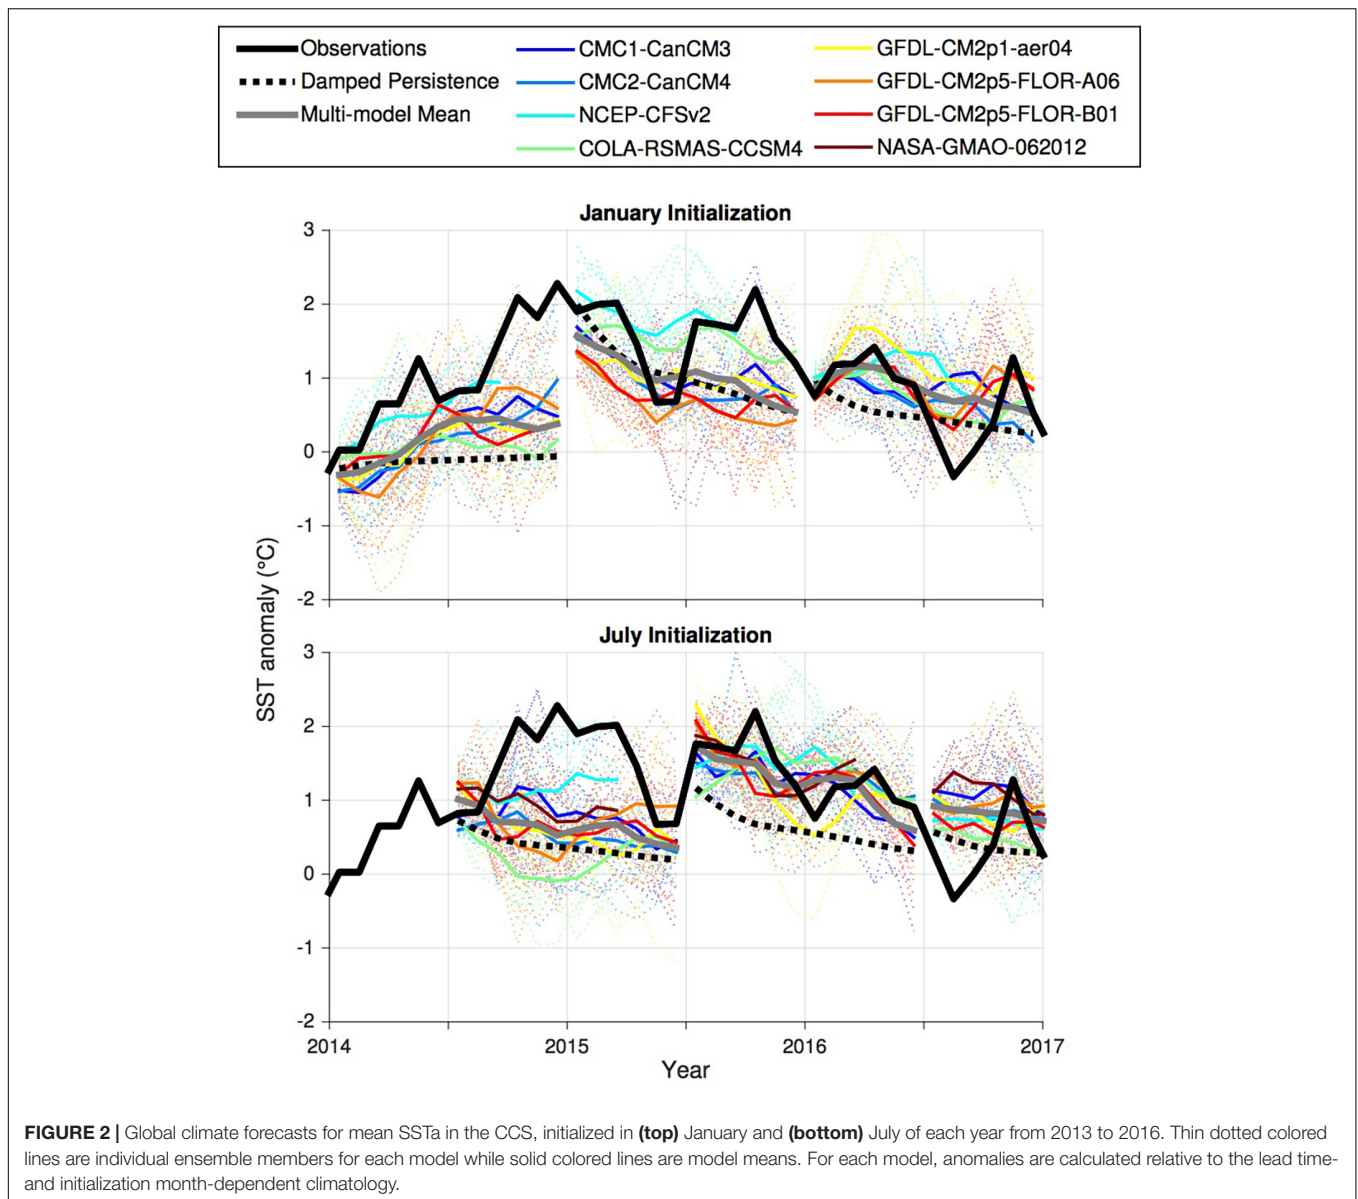 Observations
Damped Persistence
Multi-model Mean
CMC1-CanCM3
CMC2-CanCM4
NCEP-CFSv2
COLA-RSMAS-CCSM4
GFDL-CM2p1-aer04
GFDL-CM2p5-FLOR-A06
GFDL-CM2p5-FLOR-B01
NASA-GMAO-062012
January Initialization
3
2
1
0
-1
-2
SST anomaly (°C)
July Initialization
3
2
1
0
-1
-2
2014 2015 2016 2017
Year
FIGURE 2 | Global climate forecasts for mean SSTa in the CCS, initialized in (top) January and (bottom) July of each year from 2013 to 2016. Thin dotted colored
lines are individual ensemble members for each model while solid colored lines are model means. For each model, anomalies are calculated relative to the lead time-
and initialization month-dependent climatology.